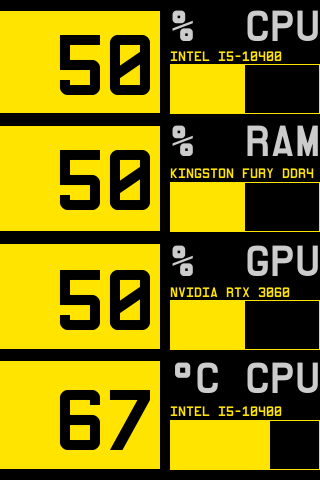 50 % CPU
INTEL I5-10400
50 % RAM
KINGSTON FURY DDR4
50 % GPU
NVIDIA RTX 3060
67 °C CPU
INTEL I5-10400